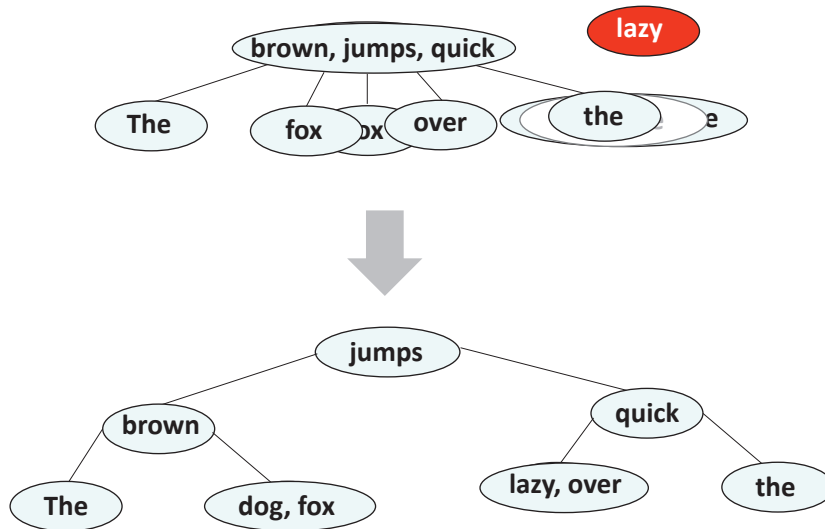 brown, jumps, quick
lazy
The
fox
over
the
jumps
brown
quick
The
dog, fox
lazy, over
the